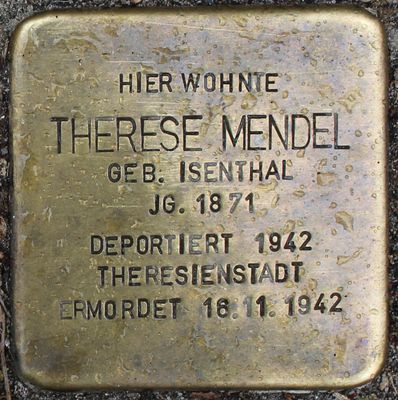 HIER WOHNTE
THERESE MENDEL
GEB. ISENTHAL
JG. 1871
DEPORTIERT 1942
THERESIENSTADT
ERMORDET 16.11.1942